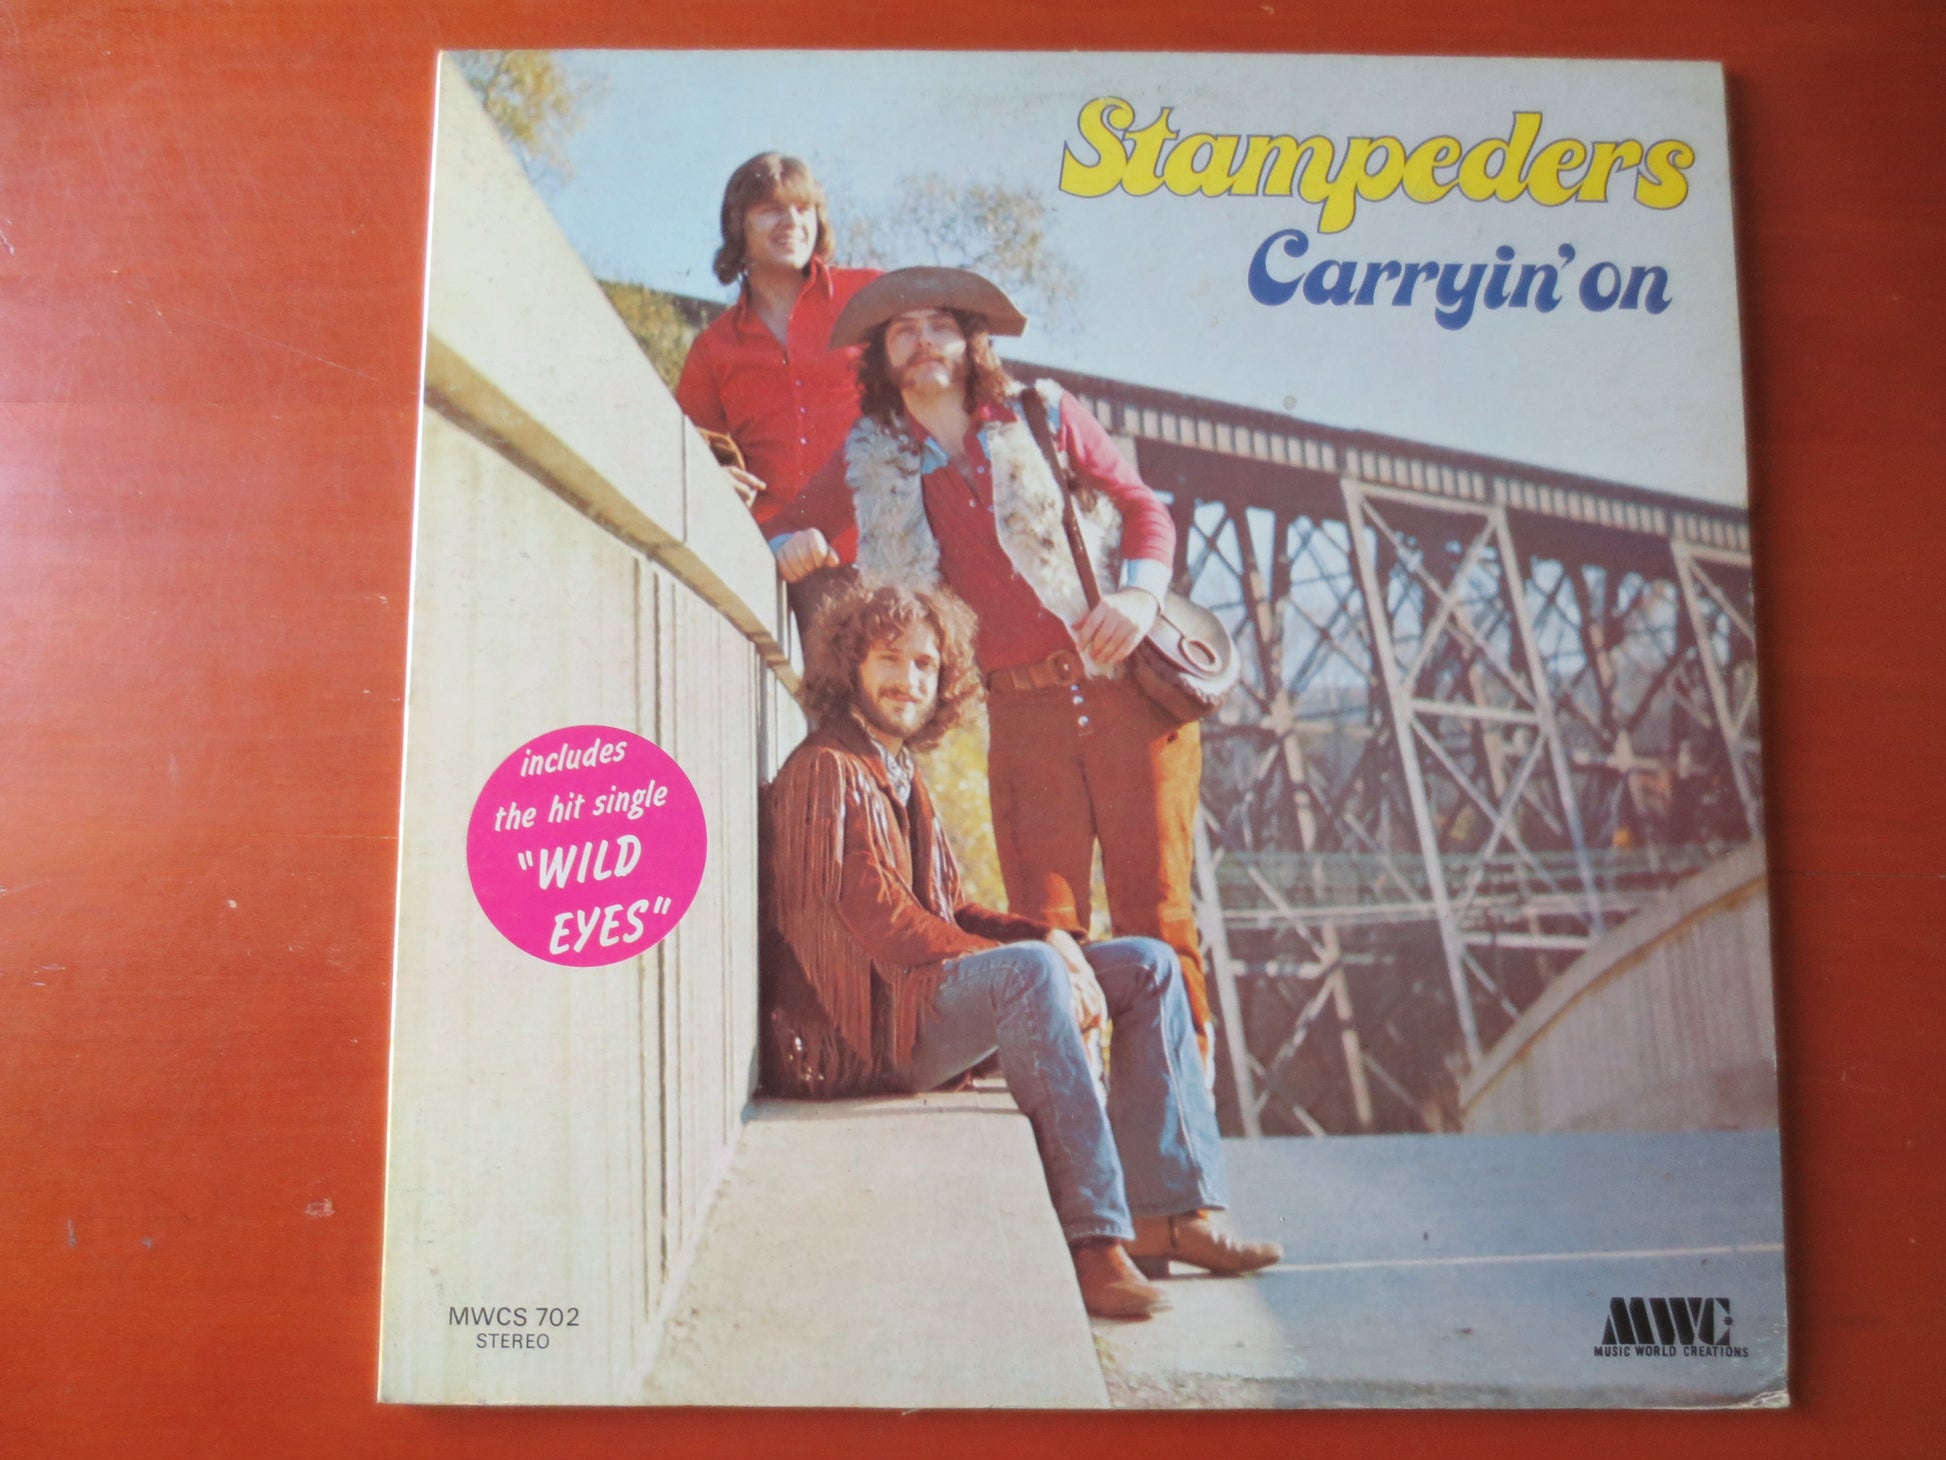 Stampeders
Carryin' on
includes
the hit single
"WILD
EYES"
MWCS 702
STEREO
MWC
MUSIC WORLD CREATIONS